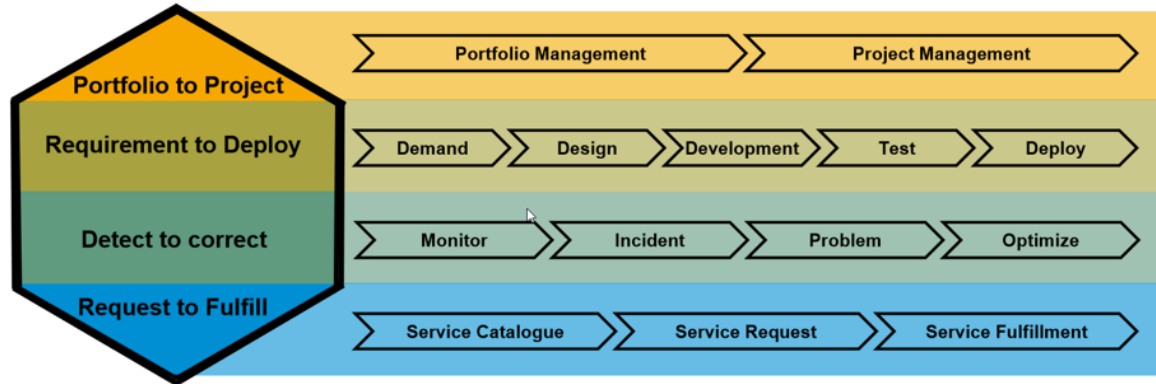 Portfolio to Project
Portfolio Management
Project Management
Requirement to Deploy
Demand
Design
Development
Test
Deploy
Detect to correct
Monitor
Incident
Problem
Optimize
Request to Fulfill
Service Catalogue
Service Request
Service Fulfillment